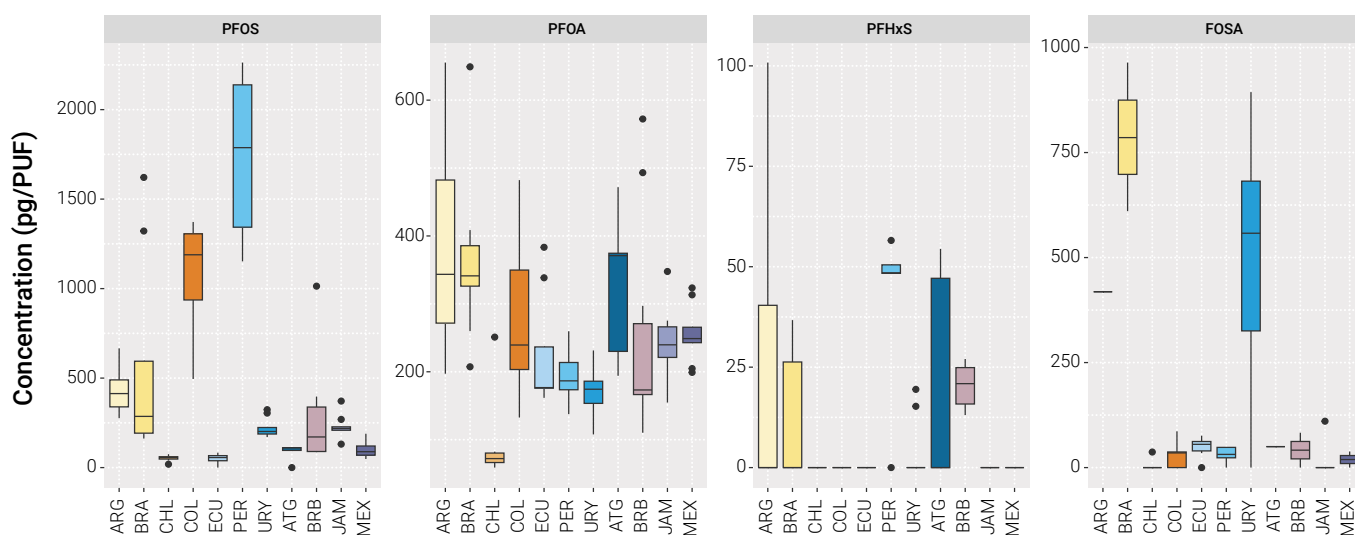 PFOS
PFOA
PFHxS
FOSA
Concentration (pg/PUF)
2000
1500
1000
500
0
600
400
200
100
75
50
25
0
1000
750
500
250
0
ARG BRA CHL COL ECU PER URY ATG BRB JAM MEX
ARG BRA CHL COL ECU PER URY ATG BRB JAM MEX
ARG BRA CHL COL ECU PER URY ATG BRB JAM MEX
ARG BRA CHL COL ECU PER URY ATG BRB JAM MEX